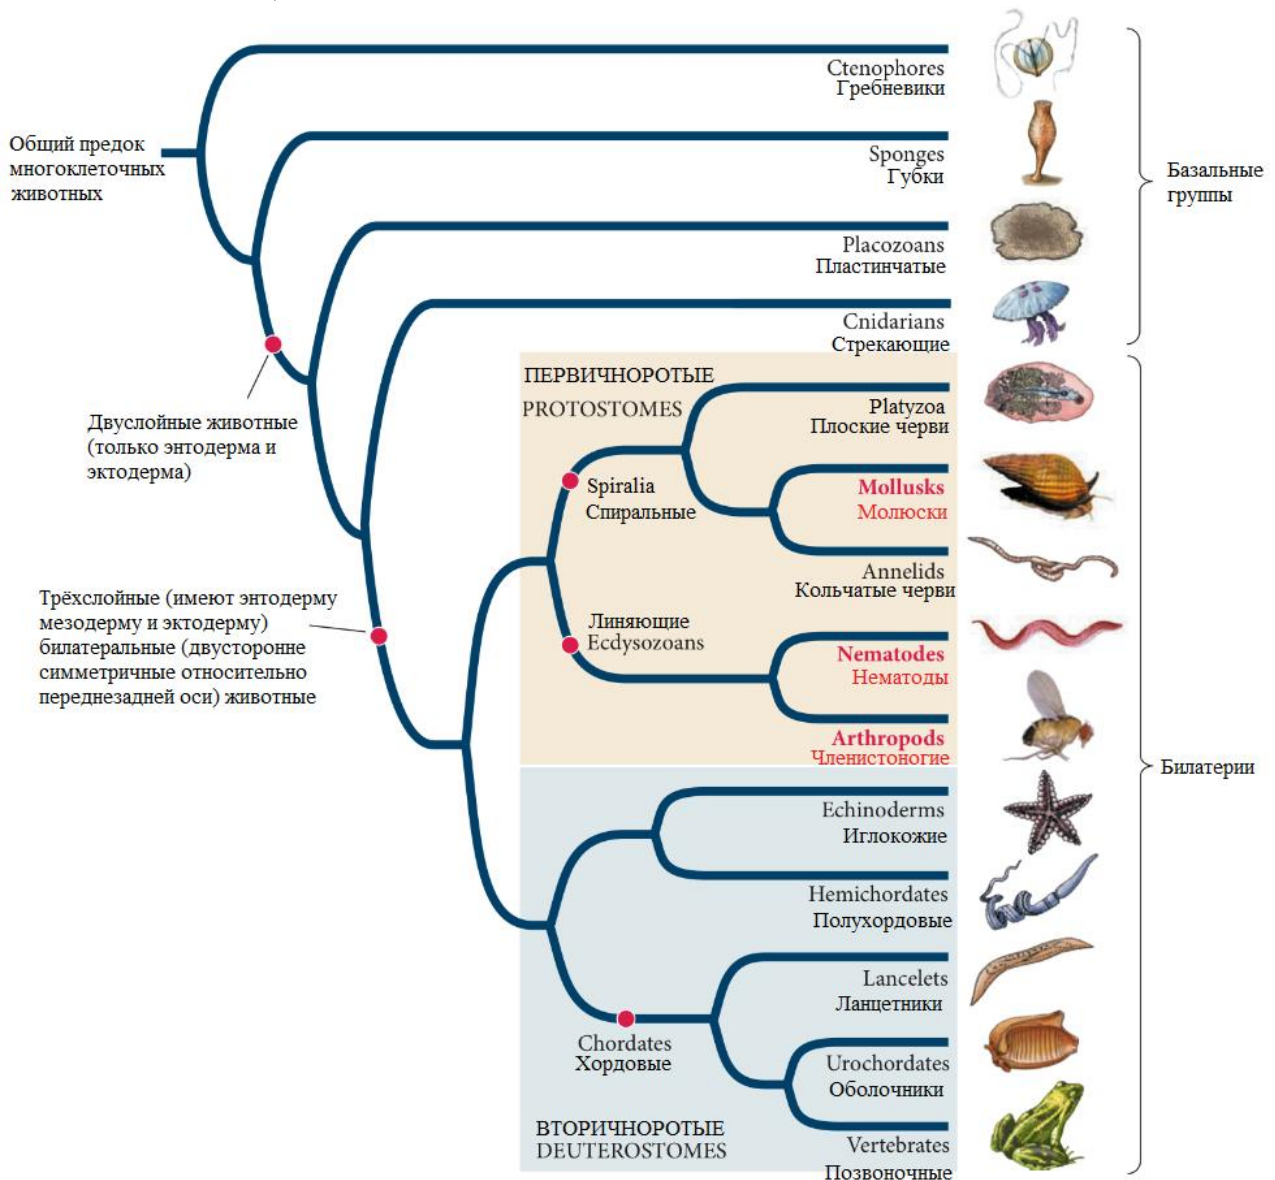 Ctenophores
Гребневики
Общий предок
многоклеточных
животных
Sponges
Губки
Базальные
группы
Placozoans
Пластинчатые
Cnidarians
Стрекающие
Двуслойные животные
(только энтодерма и
эктодерма)
ПЕРВИЧНОРОТЫЕ
PROTOSTOMES
Platyzoa
Плоские черви
Spiralia
Спиральные
Mollusks
Молюски
Annelids
Кольчатые черви
Трёхслойные (имеют энтодерму
мезодерму и эктодерму)
билатеральные (двусторонне
симметричные относительно
переднезадней оси) животные
Линяющие
Ecdysozoans
Nematodes
Нематоды
Arthropods
Членистоногие
Билатерии
Echinoderms
Иглокожие
Hemichordates
Полухордовые
Lancelets
Ланцетники
Chordates
Хордовые
Urochordates
Оболочники
ВТОРИЧНОРОТЫЕ
DEUTEROSTOMES
Vertebrates
Позвоночные